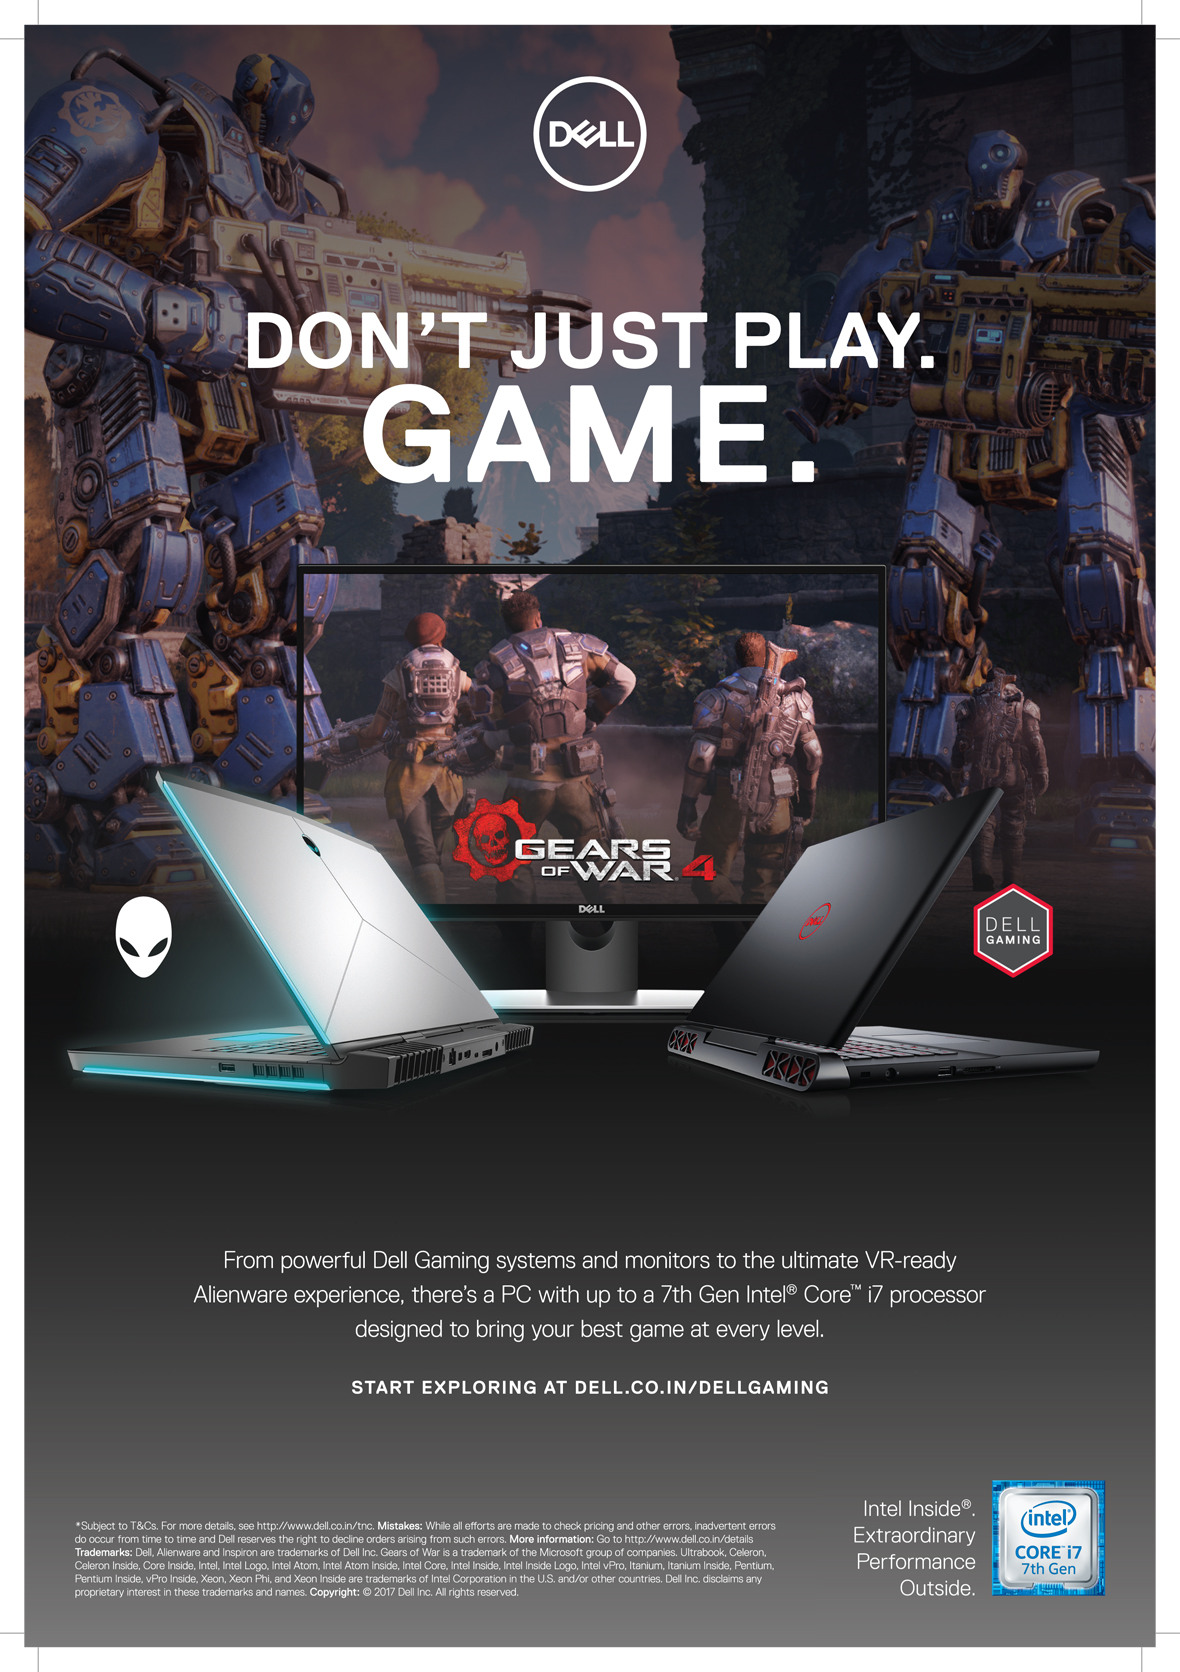 DELL
DON'T JUST PLAY.
GAME.
GEARS
OF WAR 4
DELL
DELL
GAMING
From powerful Dell Gaming systems and monitors to the ultimate VR-ready
Alienware experience, there's a PC with up to a 7th Gen Intel® Core™ i7 processor
designed to bring your best game at every level.
START EXPLORING AT DELL.CO.IN/DELLGAMING
*Subject to T&Cs. For more details, see http://www.dell.co.in/tnc. Mistakes: While all efforts are made to check pricing and other errors, inadvertent errors
do occur from time to time and Dell reserves the right to decline orders arising from such errors. More information: Go to http://www.dell.co.in/details
Trademarks: Dell, Alienware and Inspiron are trademarks of Dell Inc. Gears of War is a trademark of the Microsoft group of companies. Ultrabook, Celeron,
Celeron Inside, Core Inside, Intel, Intel Logo, Intel Atom, Intel Atom Inside, Intel Core, Intel Inside, Intel Inside Logo, Intel vPro, Itanium, Itanium Inside, Pentium,
Pentium Inside, vPro Inside, Xeon, Xeon Phi, and Xeon Inside are trademarks of Intel Corporation in the U.S. and/or other countries. Dell Inc. disclaims any
proprietary interest in these trademarks and names. Copyright: © 2017 Dell Inc. All rights reserved.
Intel Inside®.
Extraordinary
Performance
Outside.
intel®
CORE™ i7
7th Gen